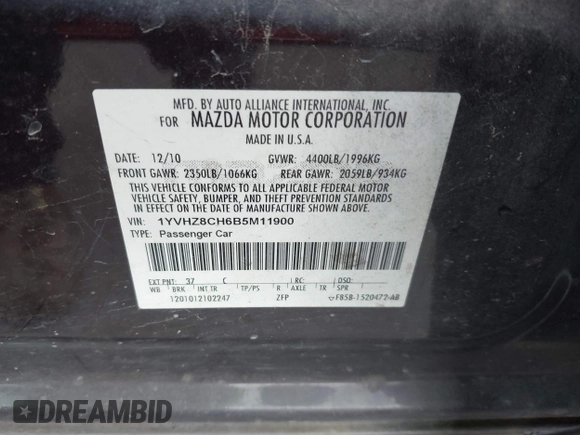 MFD. BY AUTO ALLIANCE INTERNATIONAL, INC.
FOR MAZDA MOTOR CORPORATION
MADE IN U.S.A.
DATE: 12/10 GVWR: 4400LB/1996KG
FRONT GAWR: 2350LB/1066KG REAR GAWR: 2059LB/934KG
THIS VEHICLE CONFORMS TO ALL APPLICABLE FEDERAL MOTOR
VEHICLE SAFETY, BUMPER, AND THEFT PREVENTION STANDARDS
IN EFFECT ON THE DATE OF MANUFACTURE SHOWN ABOVE.
VIN: 1YVHZ8CH6B5M11900
TYPE: Passenger Car
EXT PNT: 37 C RC: DSO:
WB BRK INT TR TP/PS R AXLE TR SPR
1201012102247 ZFP F85B-1520472-AB
DREAMBID